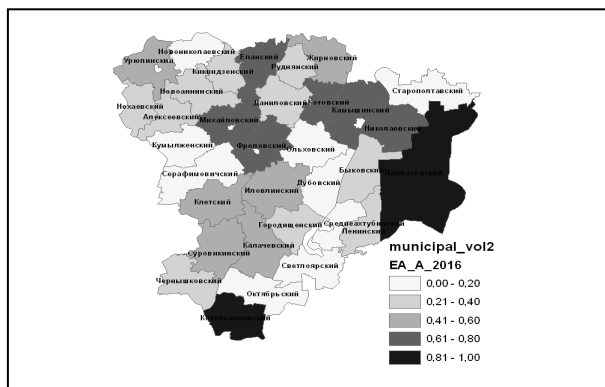 Новониколаевский
Урюпинский
Еланский
Жирновский
Руднянский
Киквидзенский
Новоаннинский
Нехаевский
Алексеевский
Даниловский
Котовский
Камышинский
Старополтавский
Михайловский
Николаевский
Кумылженский
Фроловский
Ольховский
Серафимовичский
Быковский
Палласовский
Дубовский
Иловлинский
Клетский
Городищенский
Среднеахтубинский
Ленинский
Калачевский
Суровикинский
Светлоярский
Чернышковский
Октябрьский
Котельниковский
municipal_vol2
EA_A_2016
0,00 - 0,20
0,21 - 0,40
0,41 - 0,60
0,61 - 0,80
0,81 - 1,00